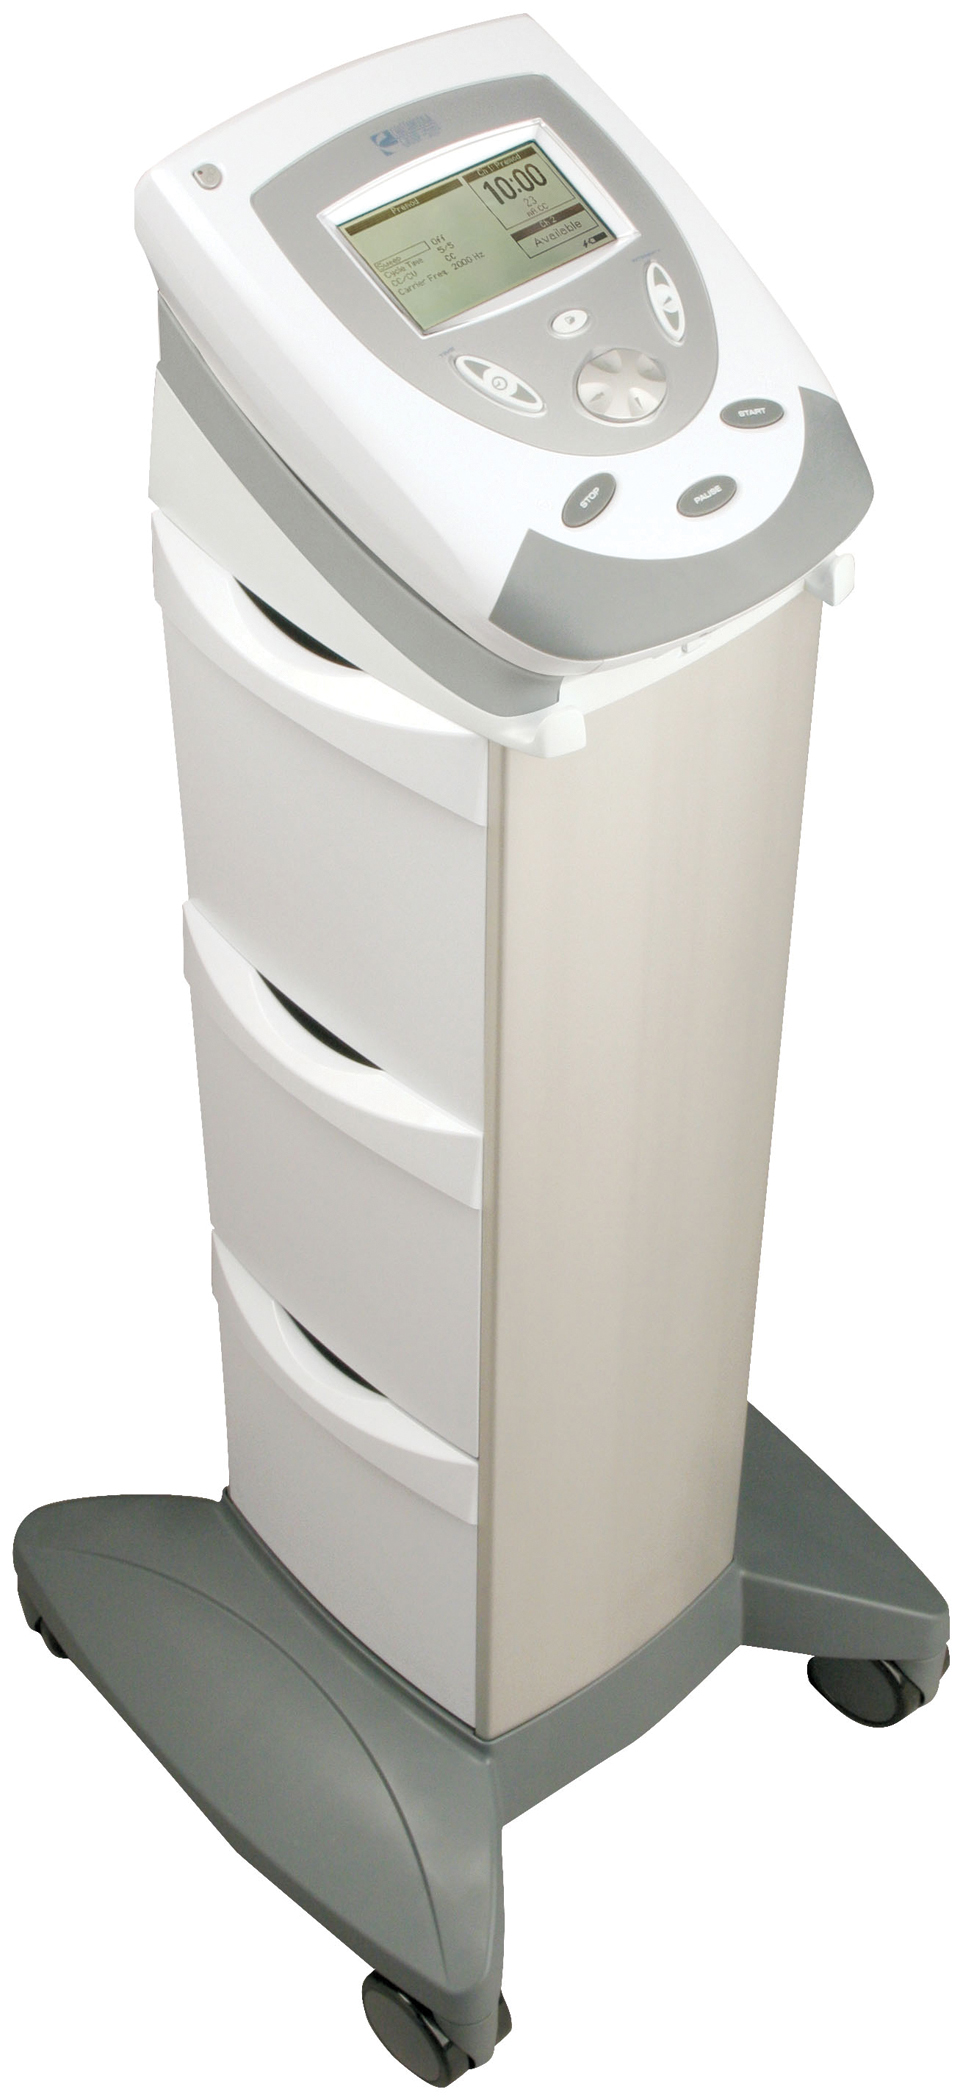 Premod
Sweep Off
Cycle Time 5/5
CC/CV CC
Carrier Freq 2000 Hz
Ch 1 Premod
10:00
23
mA CC
Ch 2
Available
START
STOP
PAUSE